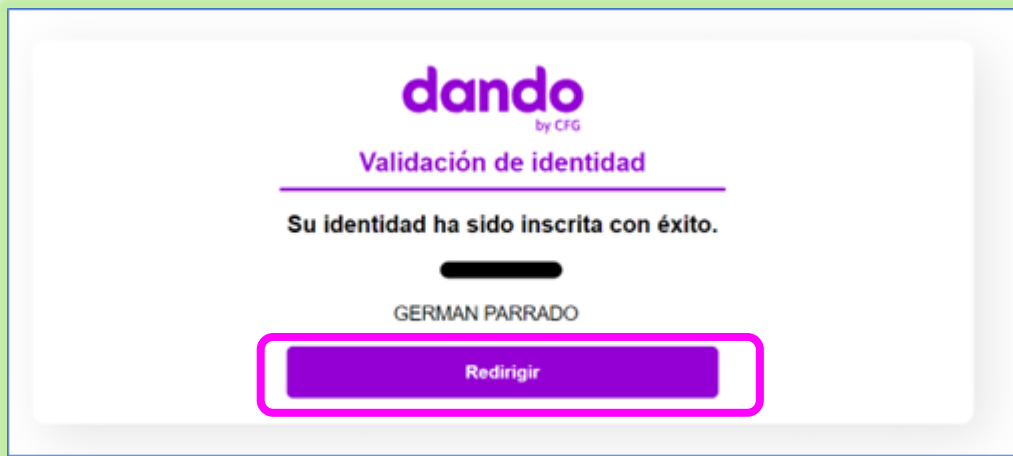 dando
by CFG
Validación de identidad
Su identidad ha sido inscrita con éxito.
GERMAN PARRADO
Redirigir